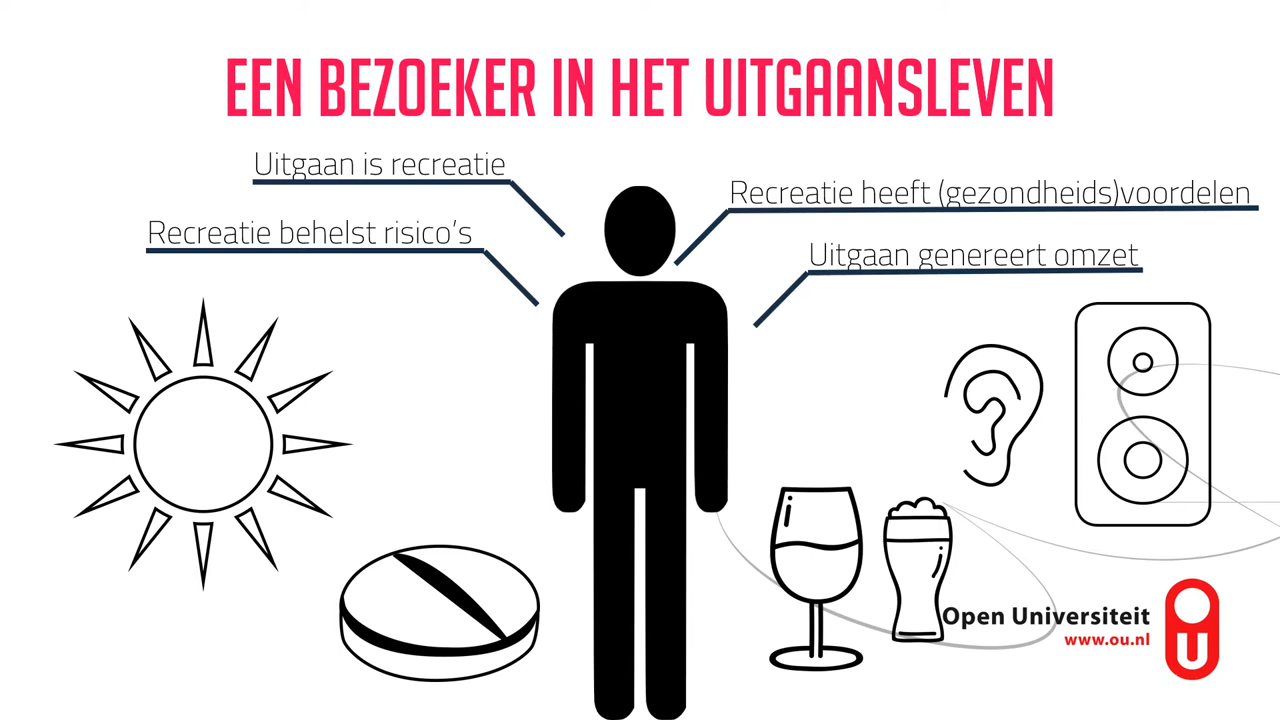 EEN BEZOEKER IN HET UITGAANSLEVEN
Uitgaan is recreatie
Recreatie heeft (gezondheids)voordelen
Recreatie behelst risico's
Uitgaan genereert omzet
Open Universiteit
www.ou.nl
OU